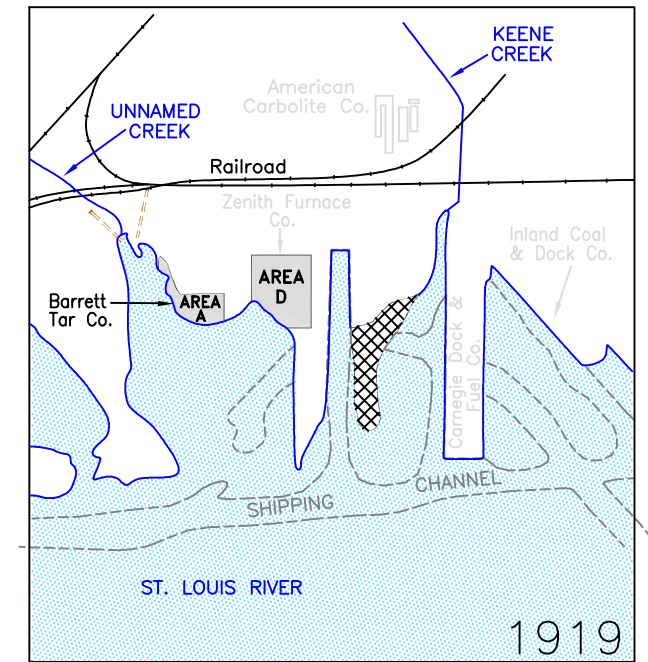 KEENE
CREEK
American
Carbolite Co.
UNNAMED
CREEK
Railroad
Zenith Furnace
Co.
Inland Coal
& Dock Co.
AREA
D
Barrett
Tar Co.
AREA
A
Carnegie Dock &
Fuel Co.
SHIPPING
CHANNEL
ST. LOUIS RIVER
1919